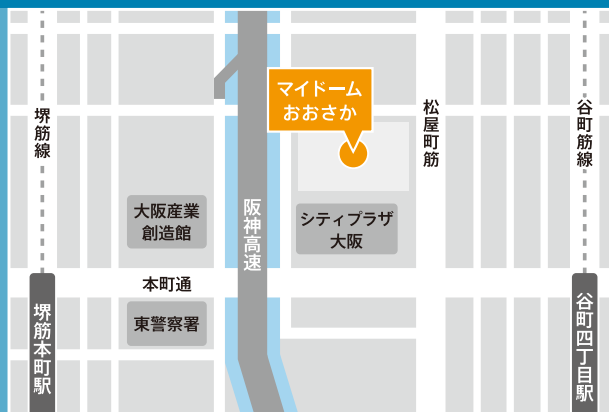 マイドーム
おおさか
堺筋線
松屋町筋
谷町筋線
大阪産業
創造館
阪神高速
シティプラザ
大阪
本町通
東警察署
堺筋本町駅
谷町四丁目駅